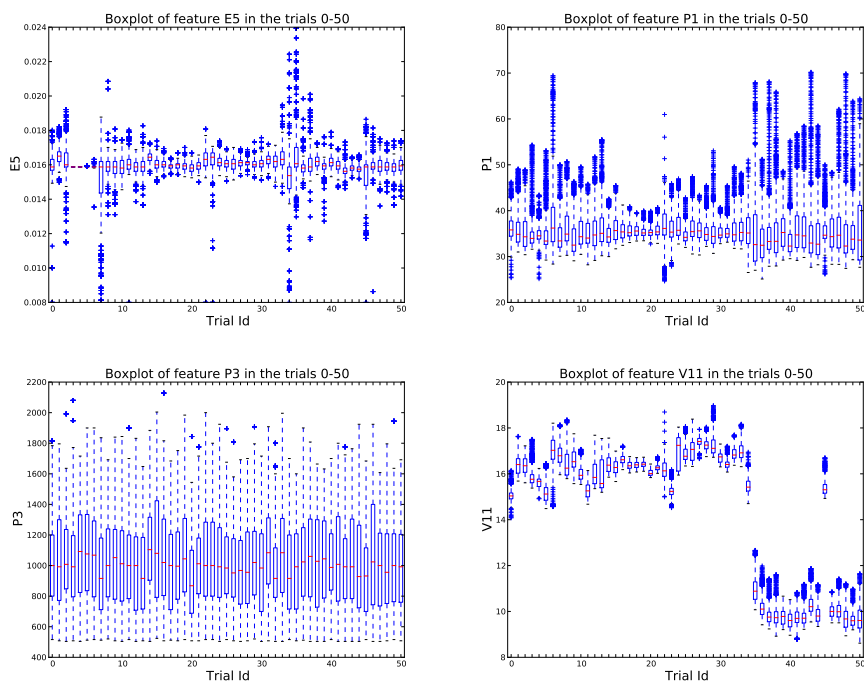 Boxplot of feature E5 in the trials 0-50
0.024
0.022
0.020
0.018
0.016
0.014
0.012
0.010
0.008
E5
0 10 20 30 40 50
Trial Id
Boxplot of feature P1 in the trials 0-50
80
70
60
50
40
30
20
P1
0 10 20 30 40 50
Trial Id
Boxplot of feature P3 in the trials 0-50
2200
2000
1800
1600
1400
1200
1000
800
600
400
P3
0 10 20 30 40 50
Trial Id
Boxplot of feature V11 in the trials 0-50
20
18
16
14
12
10
8
V11
0 10 20 30 40 50
Trial Id